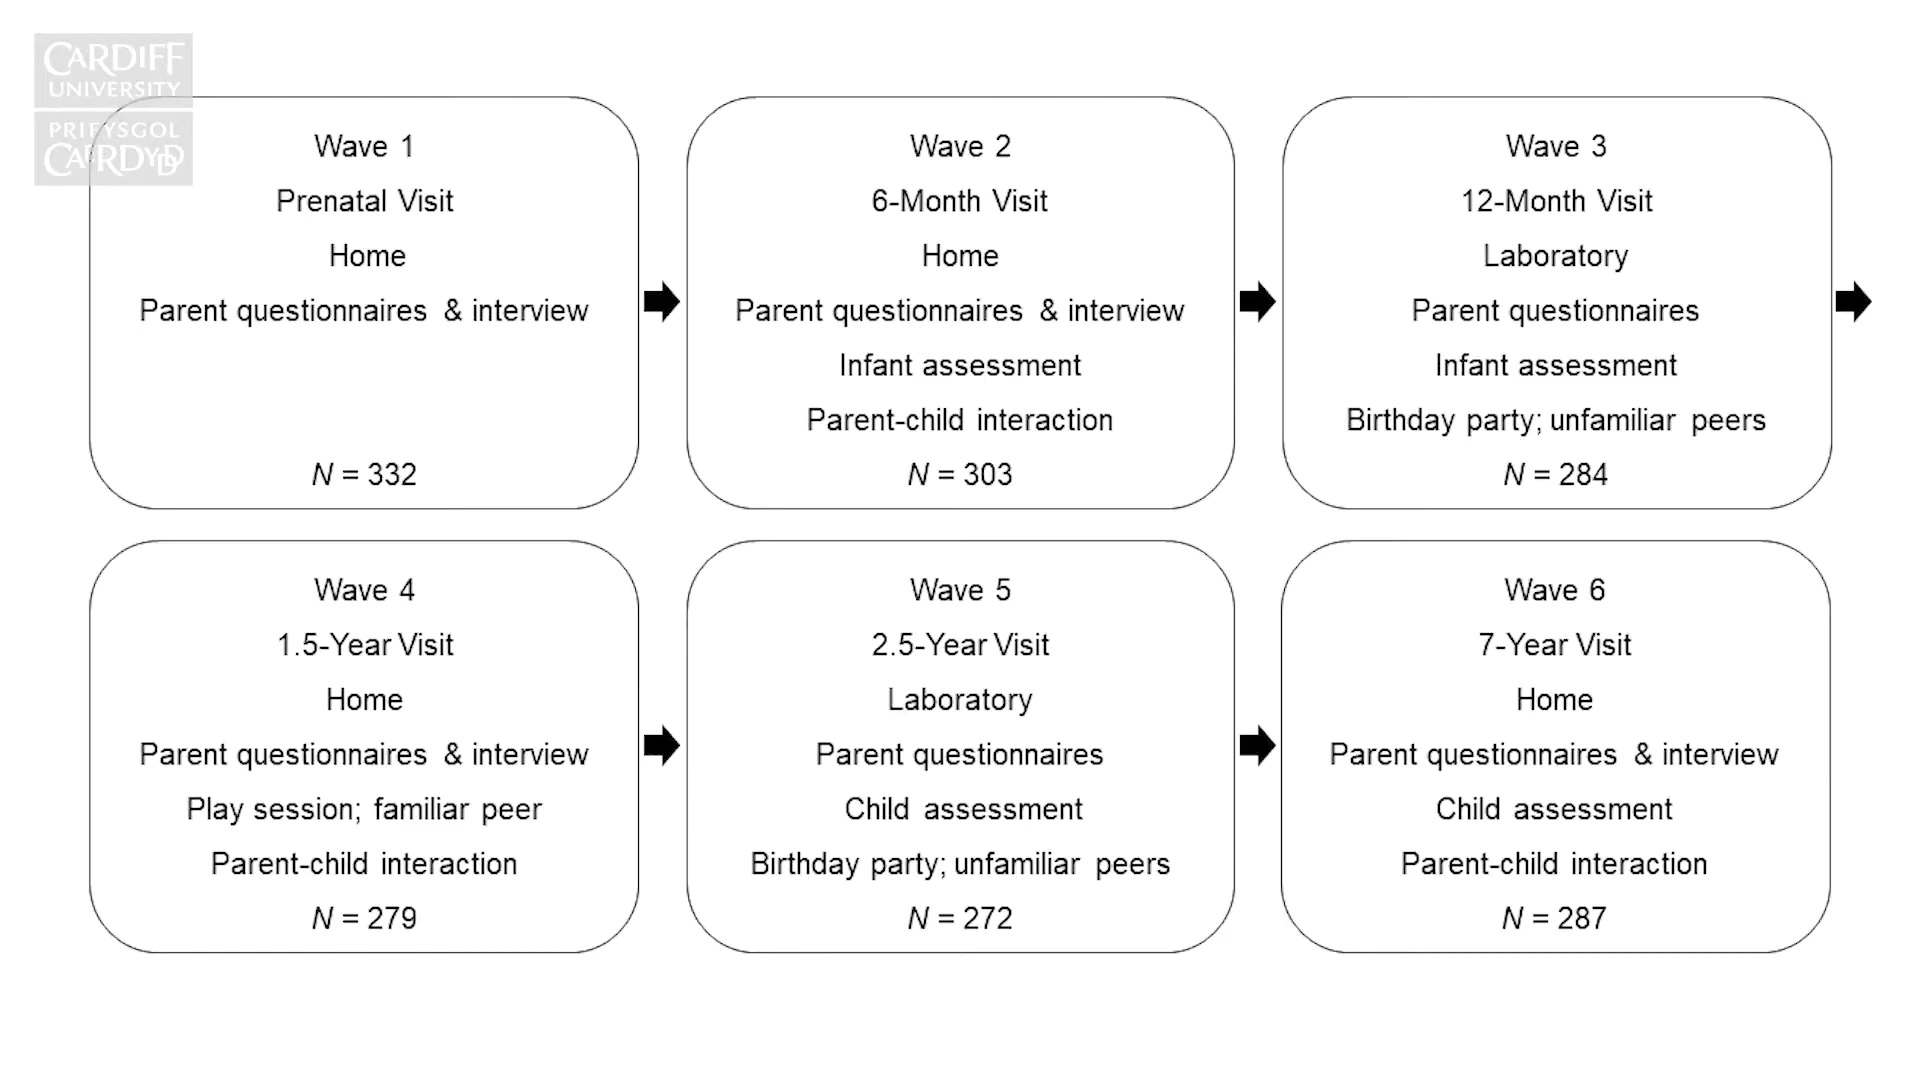 CARDIFF
UNIVERSITY
PRIFYSGOL
CAERDYDD
Wave 1
Prenatal Visit
Home
Parent questionnaires & interview
N = 332
Wave 2
6-Month Visit
Home
Parent questionnaires & interview
Infant assessment
Parent-child interaction
N = 303
Wave 3
12-Month Visit
Laboratory
Parent questionnaires
Infant assessment
Birthday party; unfamiliar peers
N = 284
Wave 4
1.5-Year Visit
Home
Parent questionnaires & interview
Play session; familiar peer
Parent-child interaction
N = 279
Wave 5
2.5-Year Visit
Laboratory
Parent questionnaires
Child assessment
Birthday party; unfamiliar peers
N = 272
Wave 6
7-Year Visit
Home
Parent questionnaires & interview
Child assessment
Parent-child interaction
N = 287